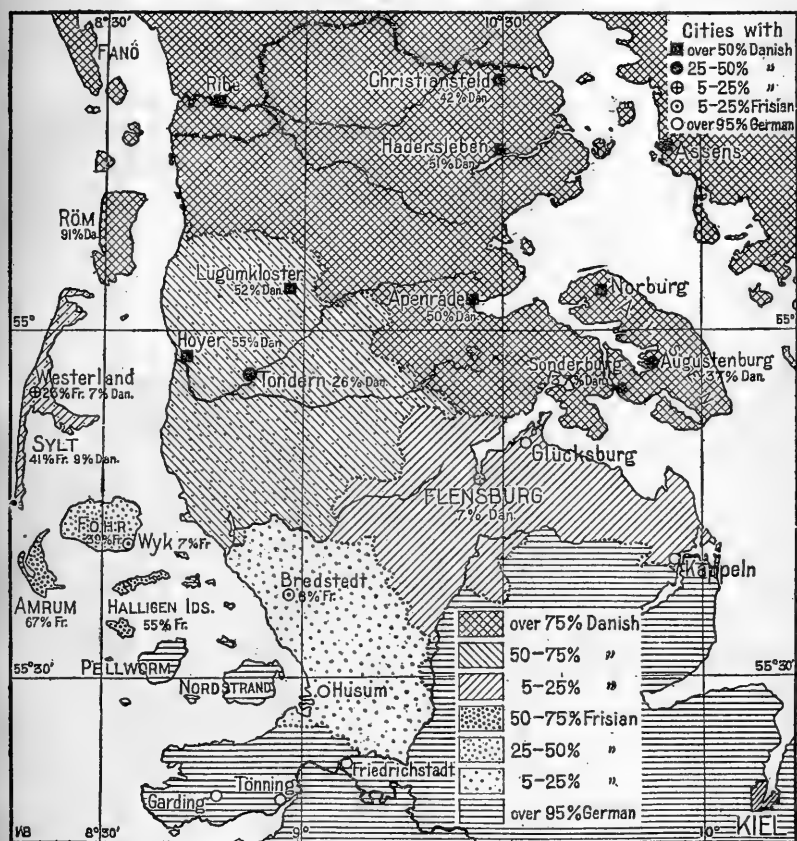 8°30'
10°30'
Cities with
over 50% Danish
25-50% "
5-25% "
5-25% Frisian
over 95% German
FANÖ
Ribe
Christiansfeld
42% Dan.
Hadersleben
Dan.
Assens
RÖM
91% Da.
Lügumkloster
52% Dan.
Apenrade
50% Dan.
Norburg
55°
55°
Hoyer 55% Dan.
Tondern 26% Dan.
Sonderburg
Dan.
Augustenburg
37% Dan.
Westerland
26% Fr. 7% Dan.
SYLT
41% Fr. 9% Dan.
Glücksburg
FLENSBURG
7% Dan.
FÖHR
Fr.
Wyk 7% Fr
Kappeln
AMRUM
67% Fr.
HALLIGEN IDS.
55% Fr.
Bredstedt
8% Fr.
over 75% Danish
50-75% "
5-25% "
50-75% Frisian
25-50% "
5-25% "
over 95% German
55°30'
55°30'
PELLWORM
NORDSTRAND
Husum
Friedrichstadt
Garding
Tönning
KIEL
WB
8°30'
9°
10°